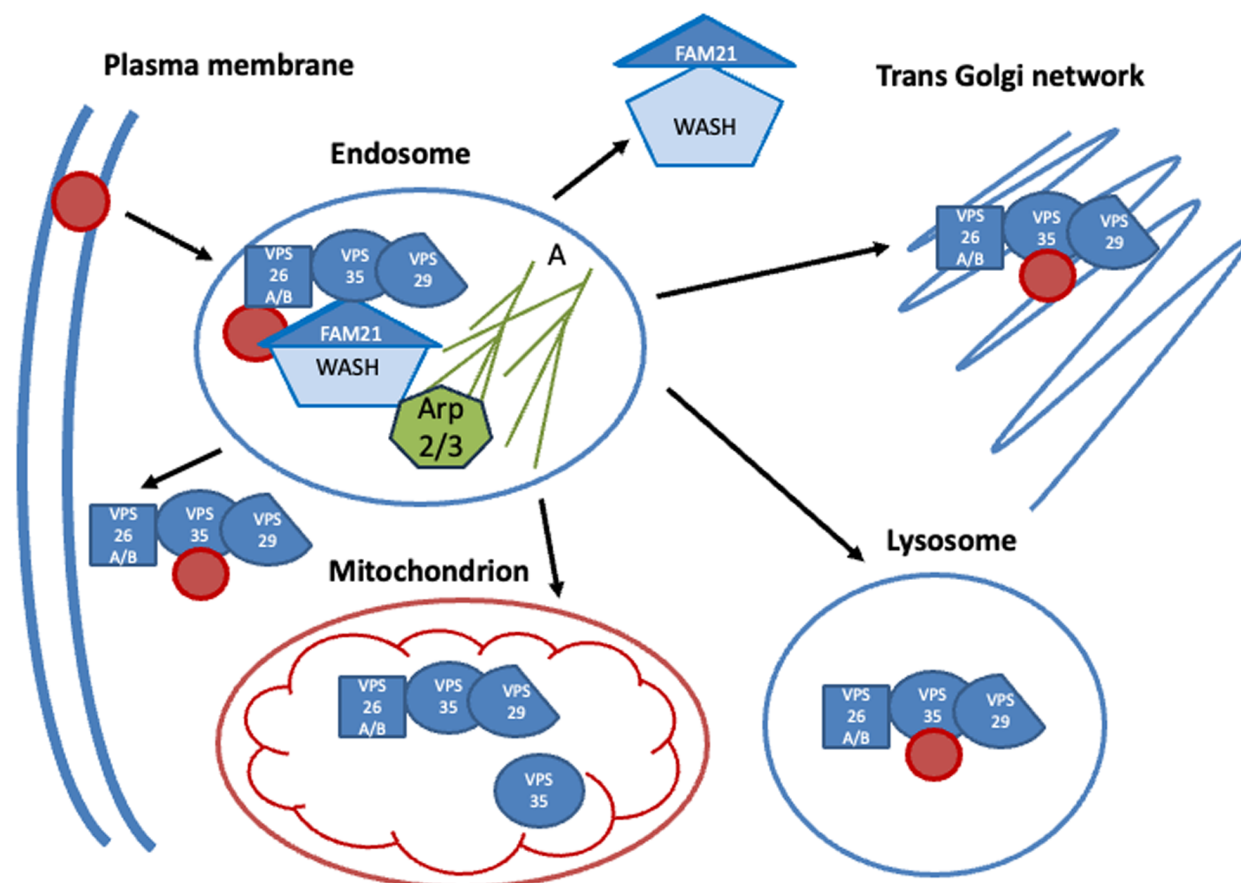 Plasma membrane
FAM21
WASH
Trans Golgi network
Endosome
VPS
26
A/B
VPS
35
VPS
29
A
FAM21
WASH
Arp
2/3
VPS
26
A/B
VPS
35
VPS
29
VPS
26
A/B
VPS
35
VPS
29
Mitochondrion
VPS
26
A/B
VPS
35
VPS
29
VPS
35
Lysosome
VPS
26
A/B
VPS
35
VPS
29